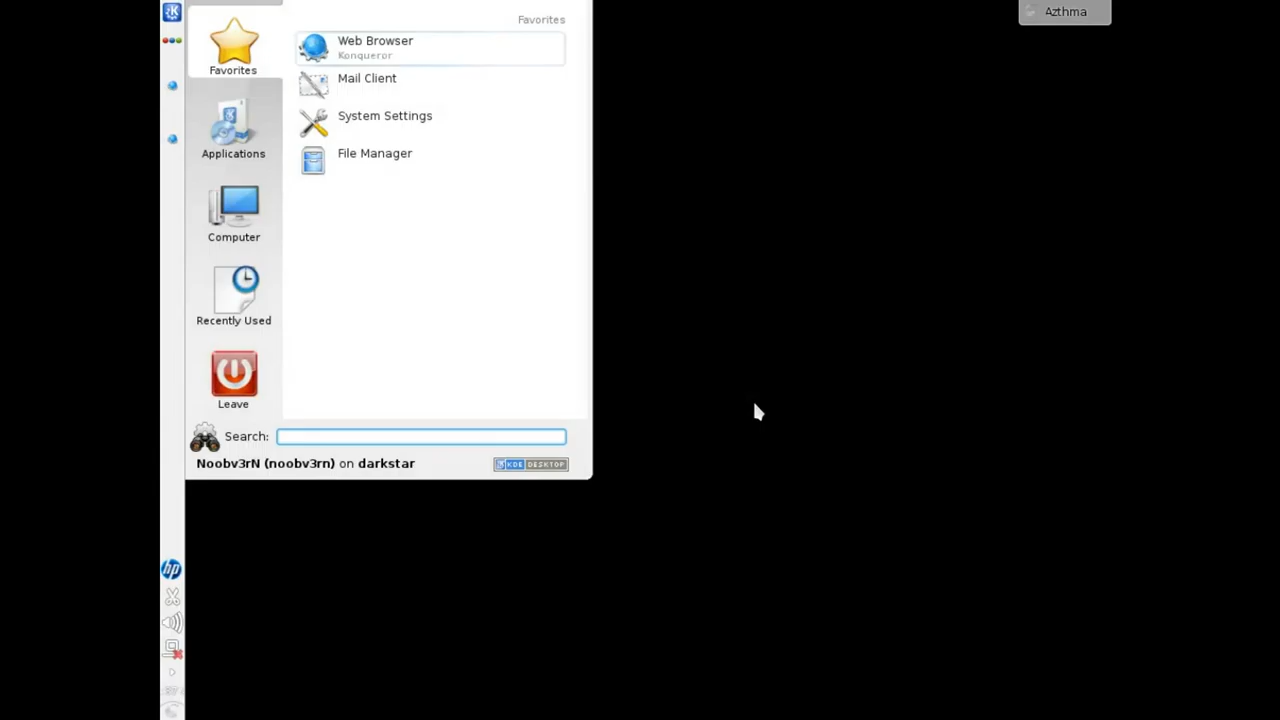 Azthma
Favorites
Favorites
Web Browser
Konqueror
Mail Client
System Settings
Applications
File Manager
Computer
Recently Used
Leave
Search:
Noobv3rN (noobv3rn) on darkstar
KDE DESKTOP
hp